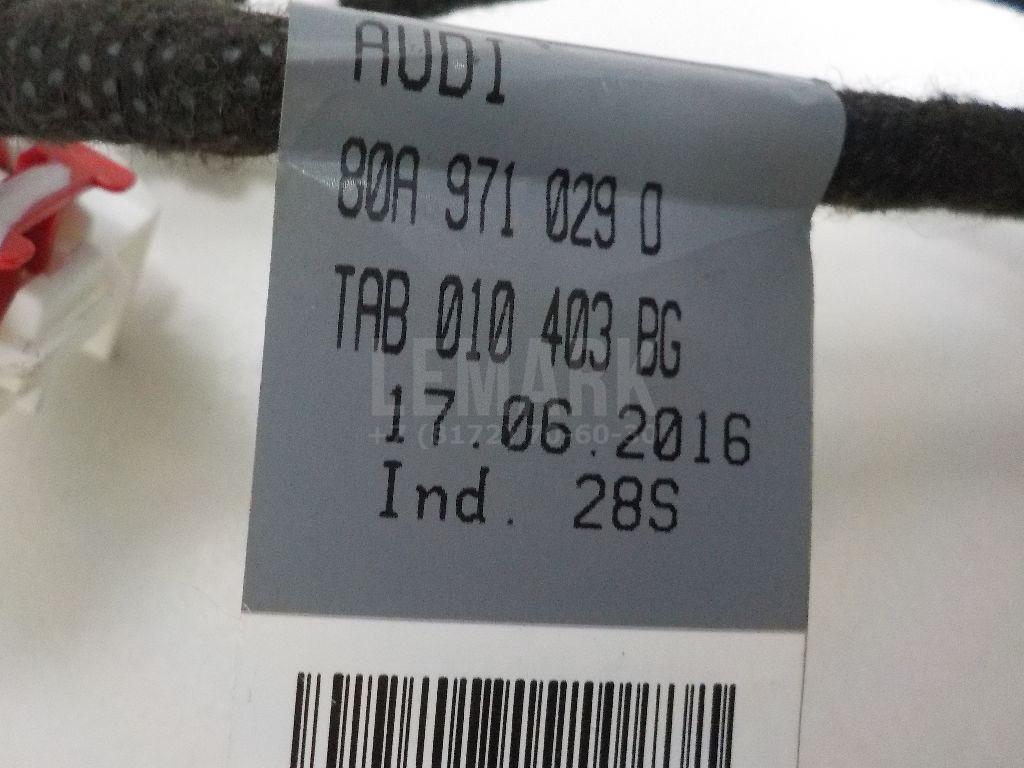 AUDI
80A 971 029 D
TAB 010 403 BG
LEMARK
17.06.2016
Ind. 28S